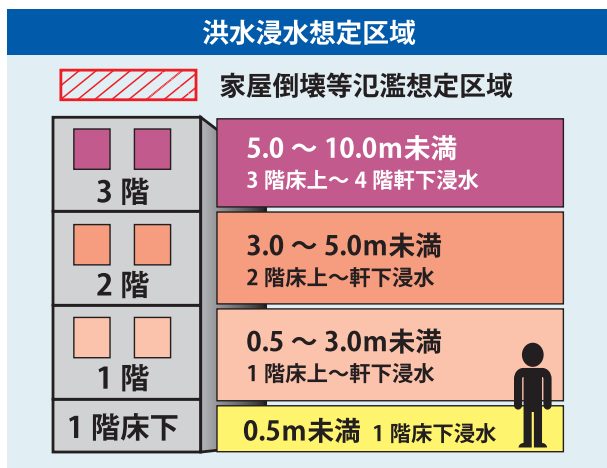 洪水浸水想定区域
家屋倒壊等氾濫想定区域
3階
5.0～10.0m未満
3階床上～4階軒下浸水
2階
3.0～5.0m未満
2階床上～軒下浸水
1階
0.5～3.0m未満
1階床上～軒下浸水
1階床下
0.5m未満 1階床下浸水